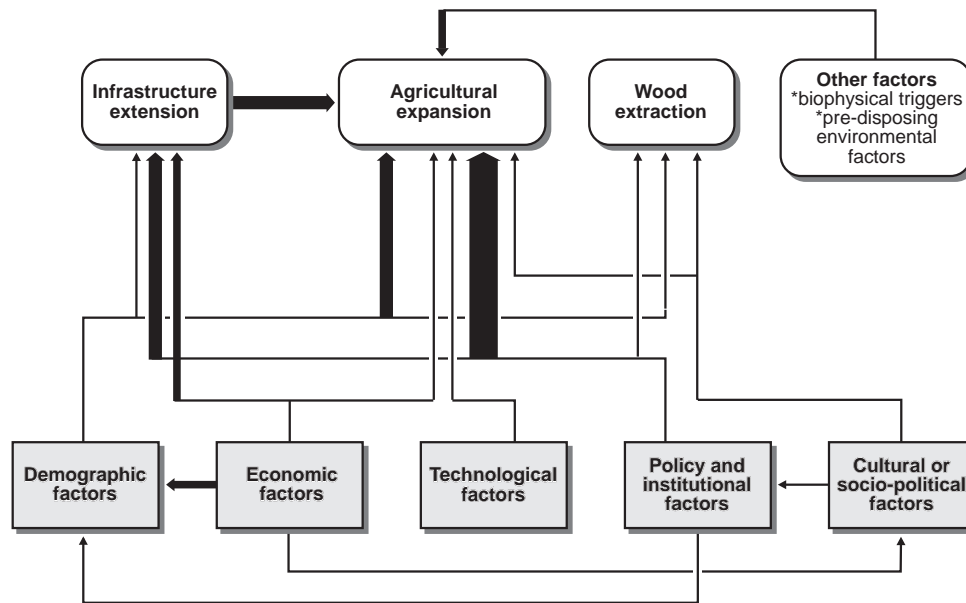 Infrastructure
extension
Agricultural
expansion
Wood
extraction
Other factors
*biophysical triggers
*pre-disposing
environmental
factors
Demographic
factors
Economic
factors
Technological
factors
Policy and
institutional
factors
Cultural or
socio-political
factors